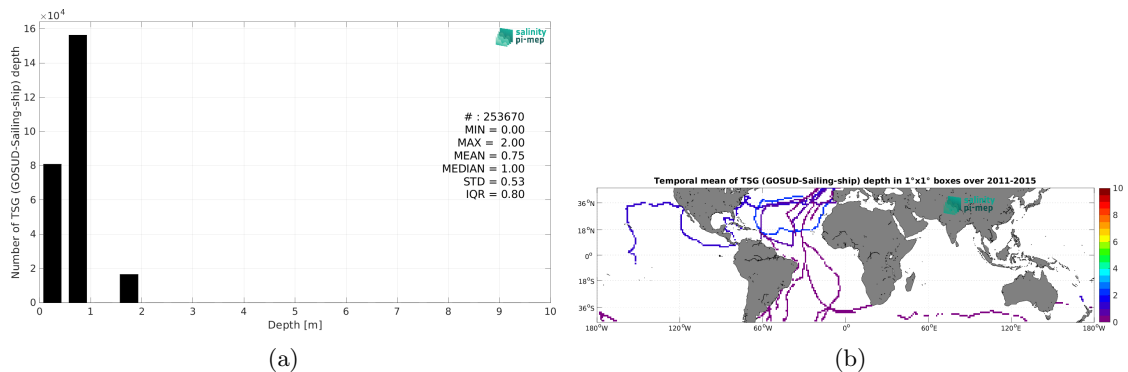 ×10⁴
16
14
12
10
8
6
4
2
0
Number of TSG (GOSUD-Sailing-ship) depth
salinity
pi-mep
# : 253670
MIN = 0.00
MAX = 2.00
MEAN = 0.75
MEDIAN = 1.00
STD = 0.53
IQR = 0.80
0 1 2 3 4 5 6 7 8 9 10
Depth [m]
(a)
Temporal mean of TSG (GOSUD-Sailing-ship) depth in 1°x1° boxes over 2011-2015
salinity
pi-mep
36°N
18°N
0°
18°S
36°S
180°W 120°W 60°W 0° 60°E 120°E 180°W
10
8
6
4
2
0
(b)